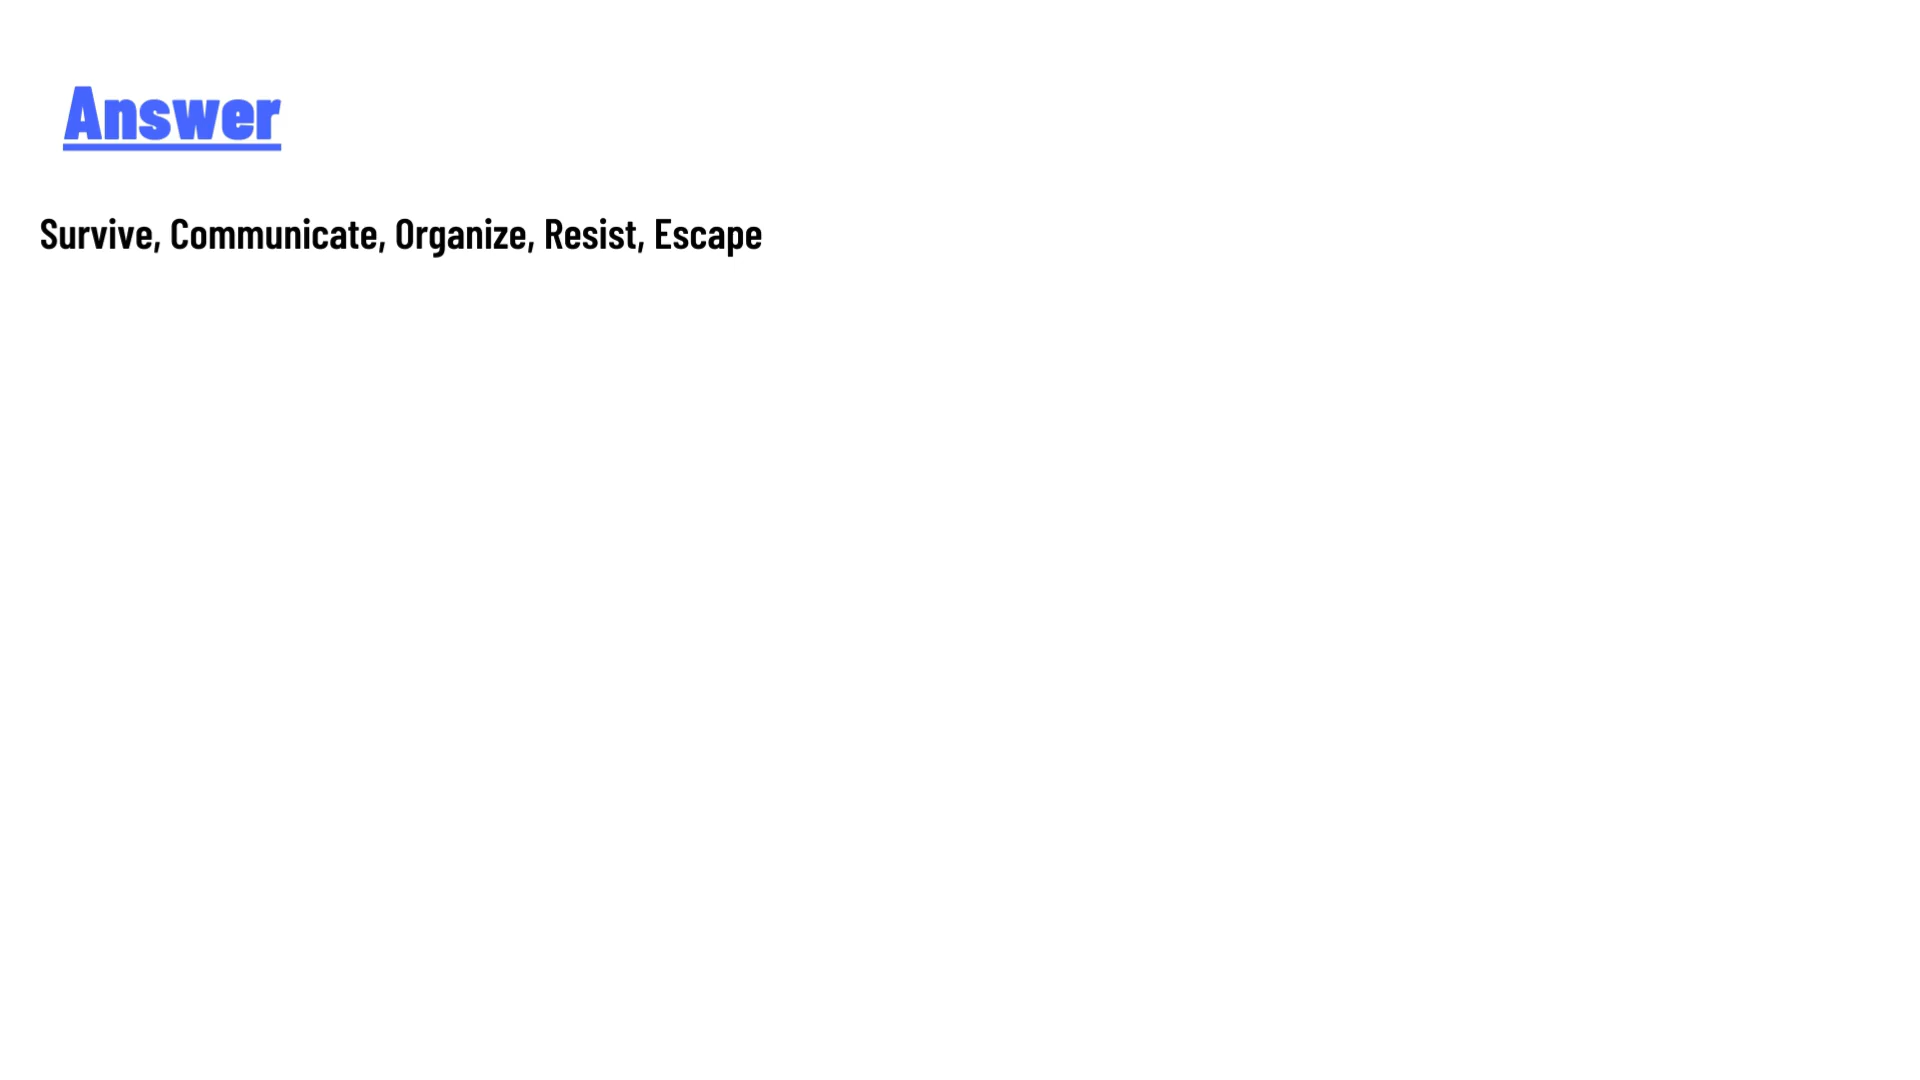 Answer
Survive, Communicate, Organize, Resist, Escape